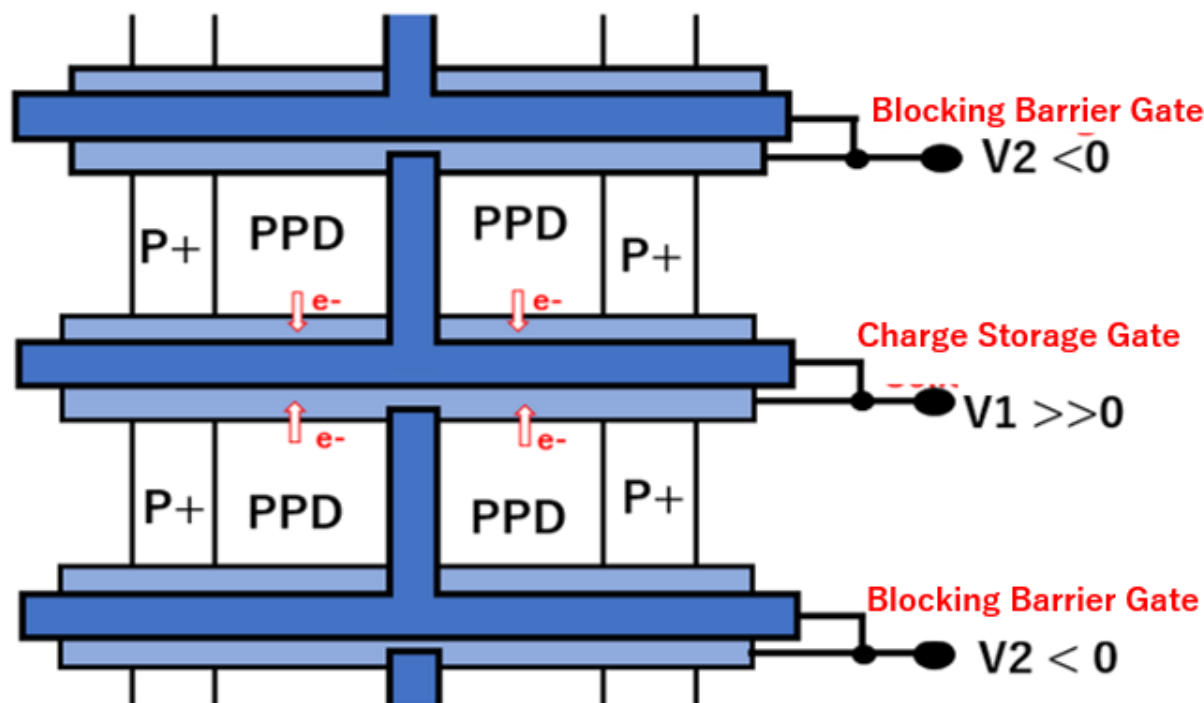 Blocking Barrier Gate
V2 <0
P+ PPD PPD P+
e- e-
Charge Storage Gate
V1 >>0
e- e-
P+ PPD PPD P+
Blocking Barrier Gate
V2 < 0